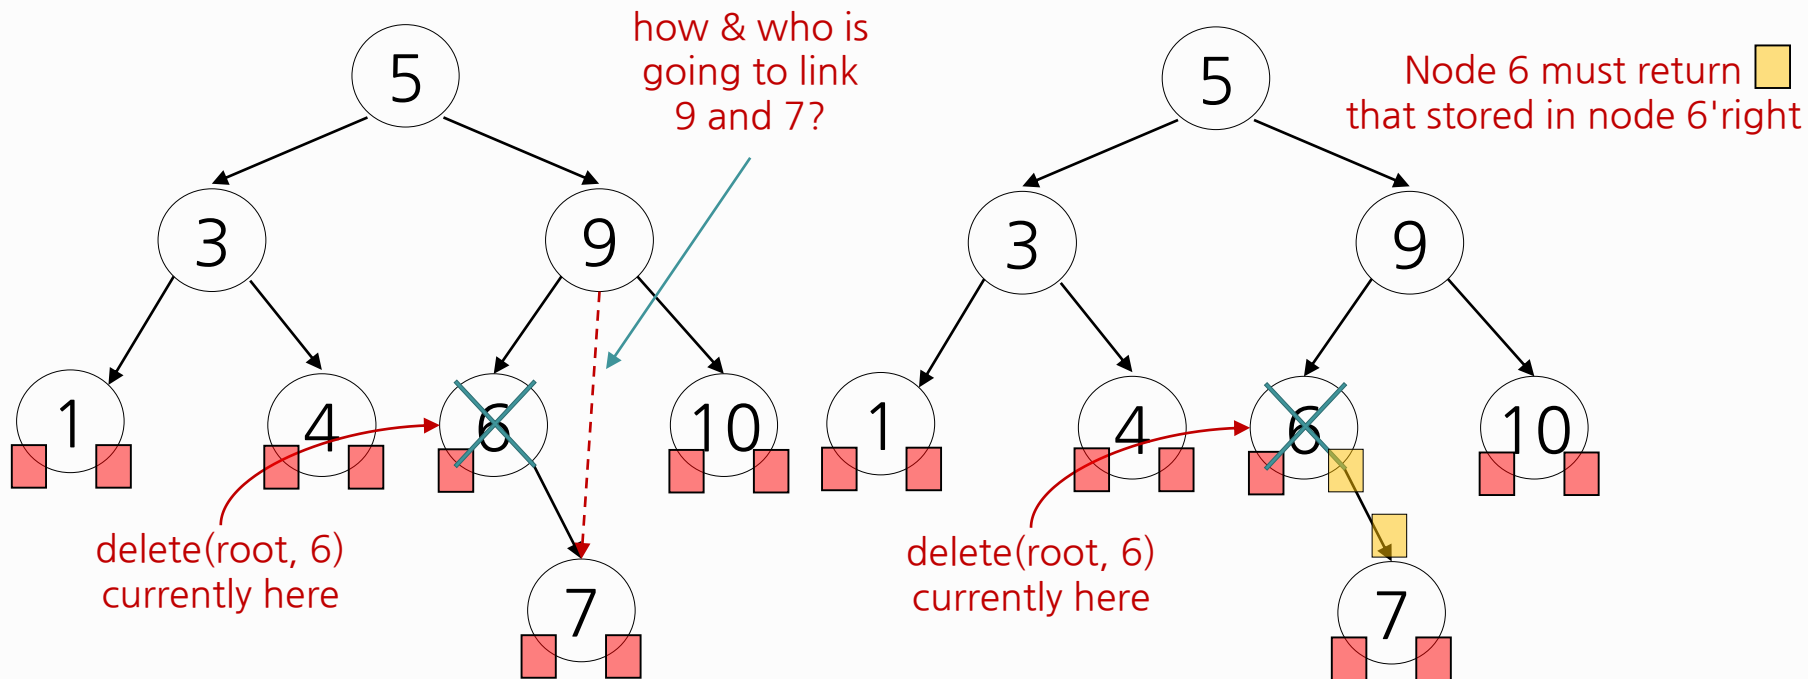 how & who is
going to link
9 and 7?
5
3
9
1
4
6
10
7
delete(root, 6)
currently here
Node 6 must return
that stored in node 6'right
5
3
9
1
4
6
10
7
delete(root, 6)
currently here